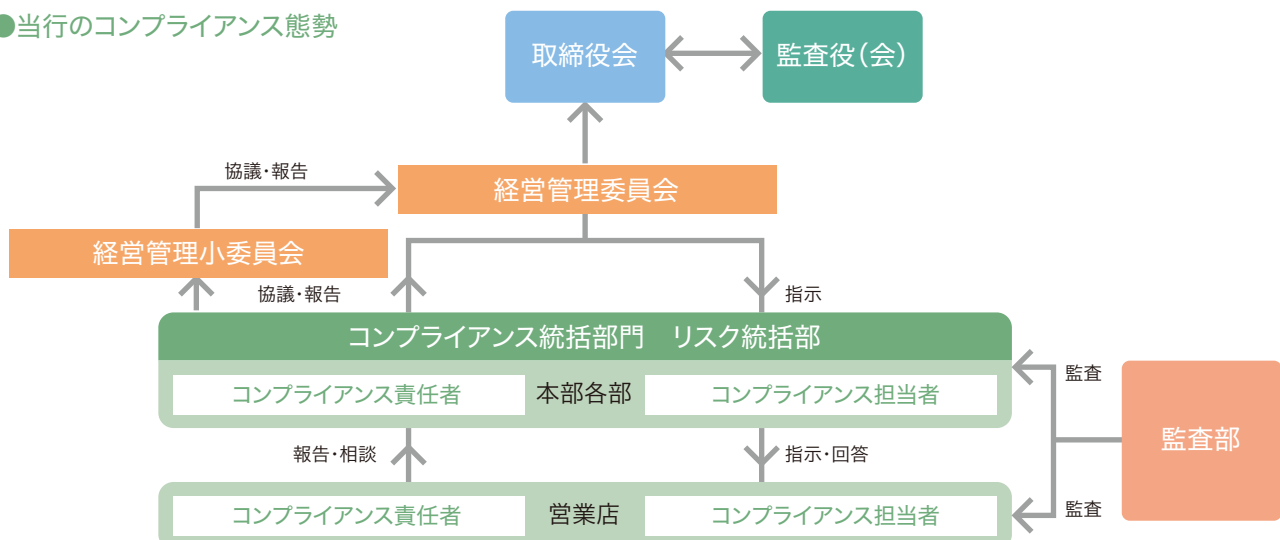 ●当行のコンプライアンス態勢
取締役会
監査役(会)
協議・報告
経営管理委員会
経営管理小委員会
協議・報告
指示
コンプライアンス統括部門 リスク統括部
コンプライアンス責任者
本部各部
コンプライアンス担当者
監査
監査部
報告・相談
指示・回答
コンプライアンス責任者
営業店
コンプライアンス担当者
監査